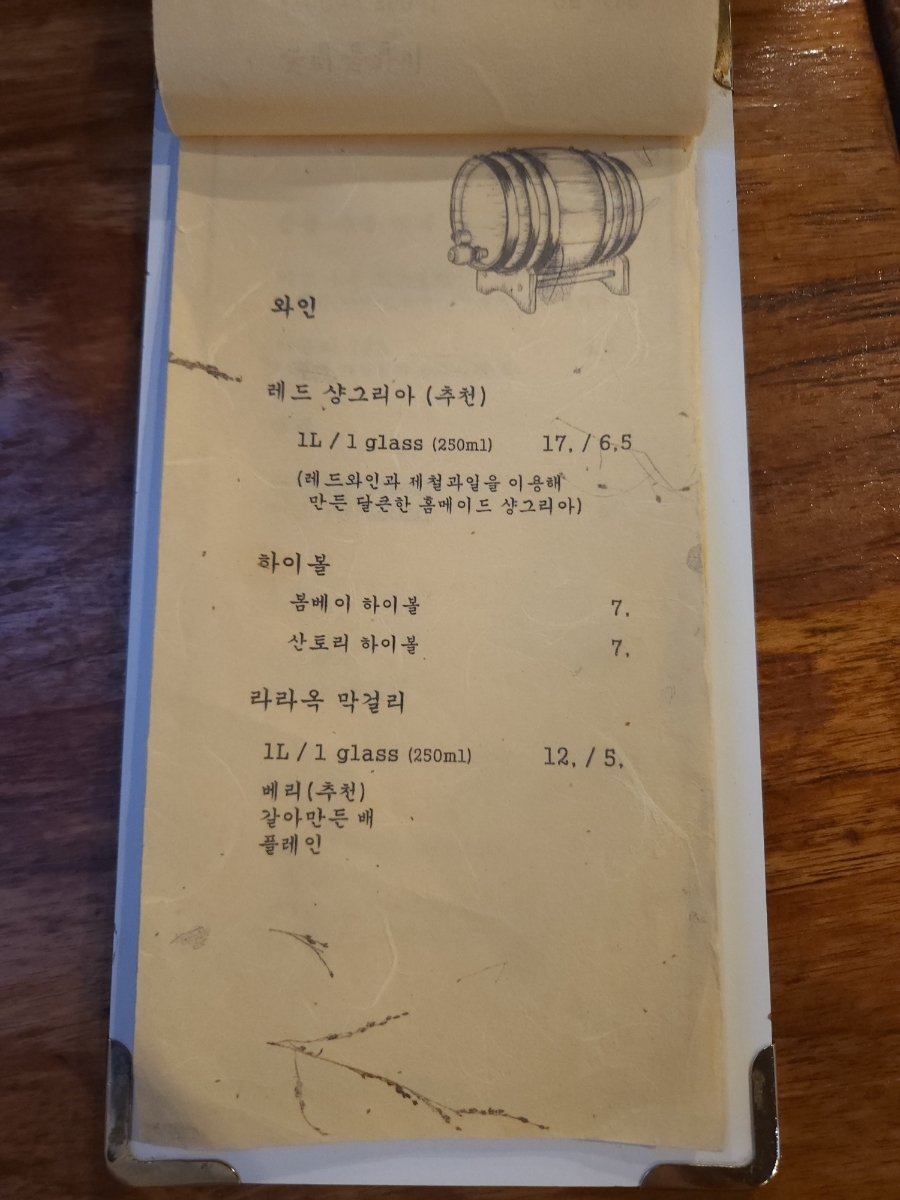 와인
레드 샹그리아 (추천)
1L / 1 glass (250ml) 17. / 6.5
(레드와인과 제철과일을 이용해
만든 달큰한 홈메이드 샹그리아)
하이볼
봄베이 하이볼 7.
산토리 하이볼 7.
라라옥 막걸리
1L / 1 glass (250ml) 12. / 5.
베리(추천)
갈아만든 배
플레인